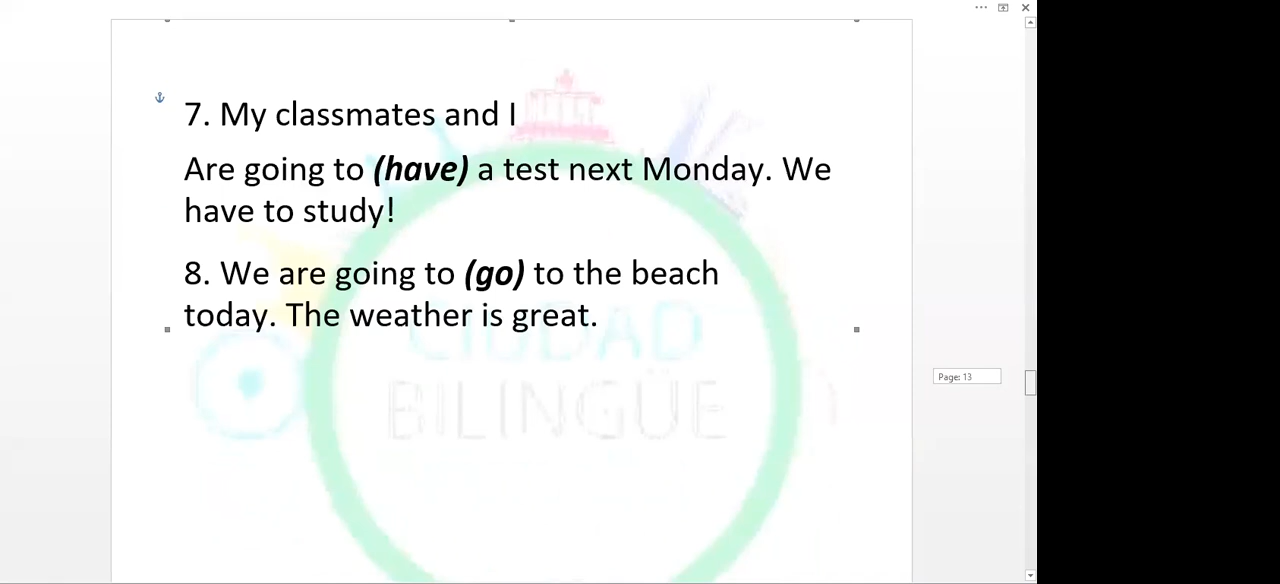 7. My classmates and I
Are going to (have) a test next Monday. We
have to study!
8. We are going to (go) to the beach
today. The weather is great.
CIUDAD
BILINGÜE
Page: 13